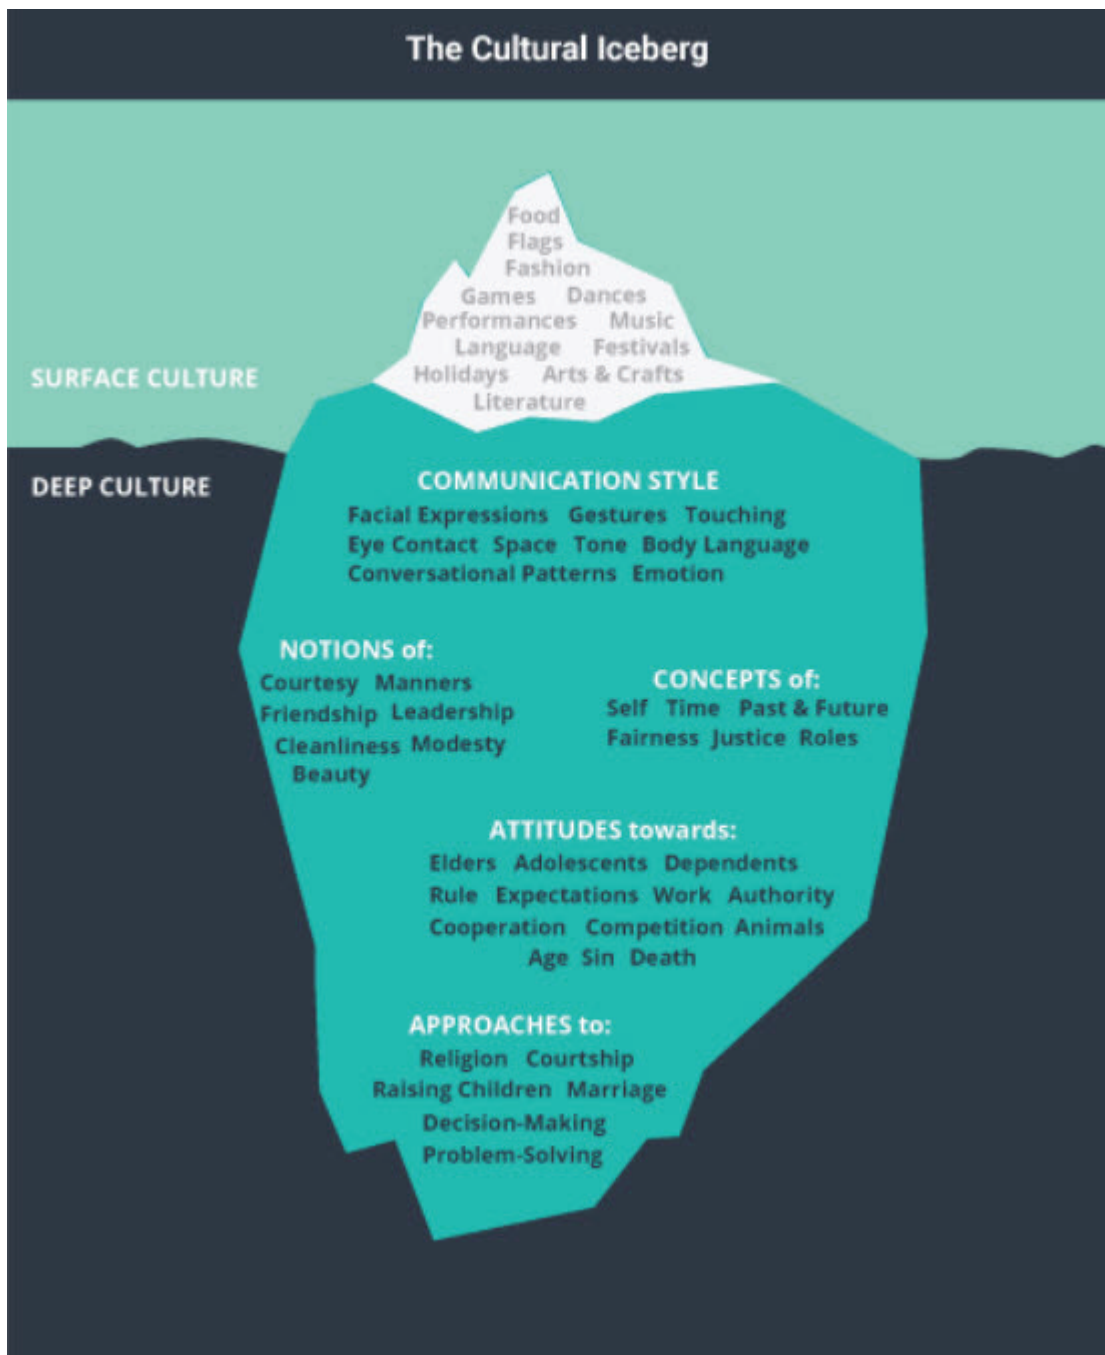 The Cultural Iceberg
Food
Flags
Fashion
Games Dances
Performances Music
Language Festivals
Holidays Arts & Crafts
Literature
SURFACE CULTURE
DEEP CULTURE
COMMUNICATION STYLE
Facial Expressions Gestures Touching
Eye Contact Space Tone Body Language
Conversational Patterns Emotion
NOTIONS of:
Courtesy Manners
Friendship Leadership
Cleanliness Modesty
Beauty
CONCEPTS of:
Self Time Past & Future
Fairness Justice Roles
ATTITUDES towards:
Elders Adolescents Dependents
Rule Expectations Work Authority
Cooperation Competition Animals
Age Sin Death
APPROACHES to:
Religion Courtship
Raising Children Marriage
Decision-Making
Problem-Solving